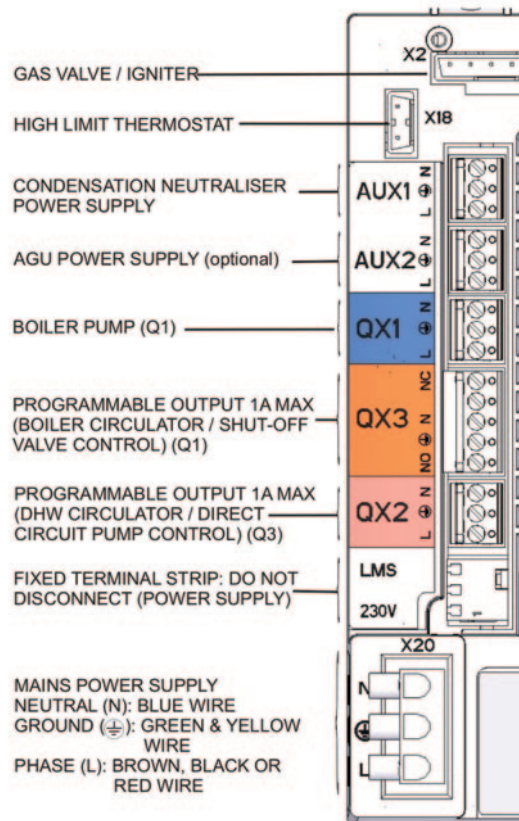 X2
GAS VALVE / IGNITER
HIGH LIMIT THERMOSTAT
X18
CONDENSATION NEUTRALISER
POWER SUPPLY
AUX1
N
L
AGU POWER SUPPLY (optional)
AUX2
N
L
BOILER PUMP (Q1)
QX1
N
L
PROGRAMMABLE OUTPUT 1A MAX
(BOILER CIRCULATOR / SHUT-OFF
VALVE CONTROL) (Q1)
QX3
NC
N
NO
PROGRAMMABLE OUTPUT 1A MAX
(DHW CIRCULATOR / DIRECT
CIRCUIT PUMP CONTROL) (Q3)
QX2
N
L
FIXED TERMINAL STRIP: DO NOT
DISCONNECT (POWER SUPPLY)
LMS
230V
1
X20
MAINS POWER SUPPLY
NEUTRAL (N): BLUE WIRE
GROUND (⏚): GREEN & YELLOW
WIRE
PHASE (L): BROWN, BLACK OR
RED WIRE
N
L